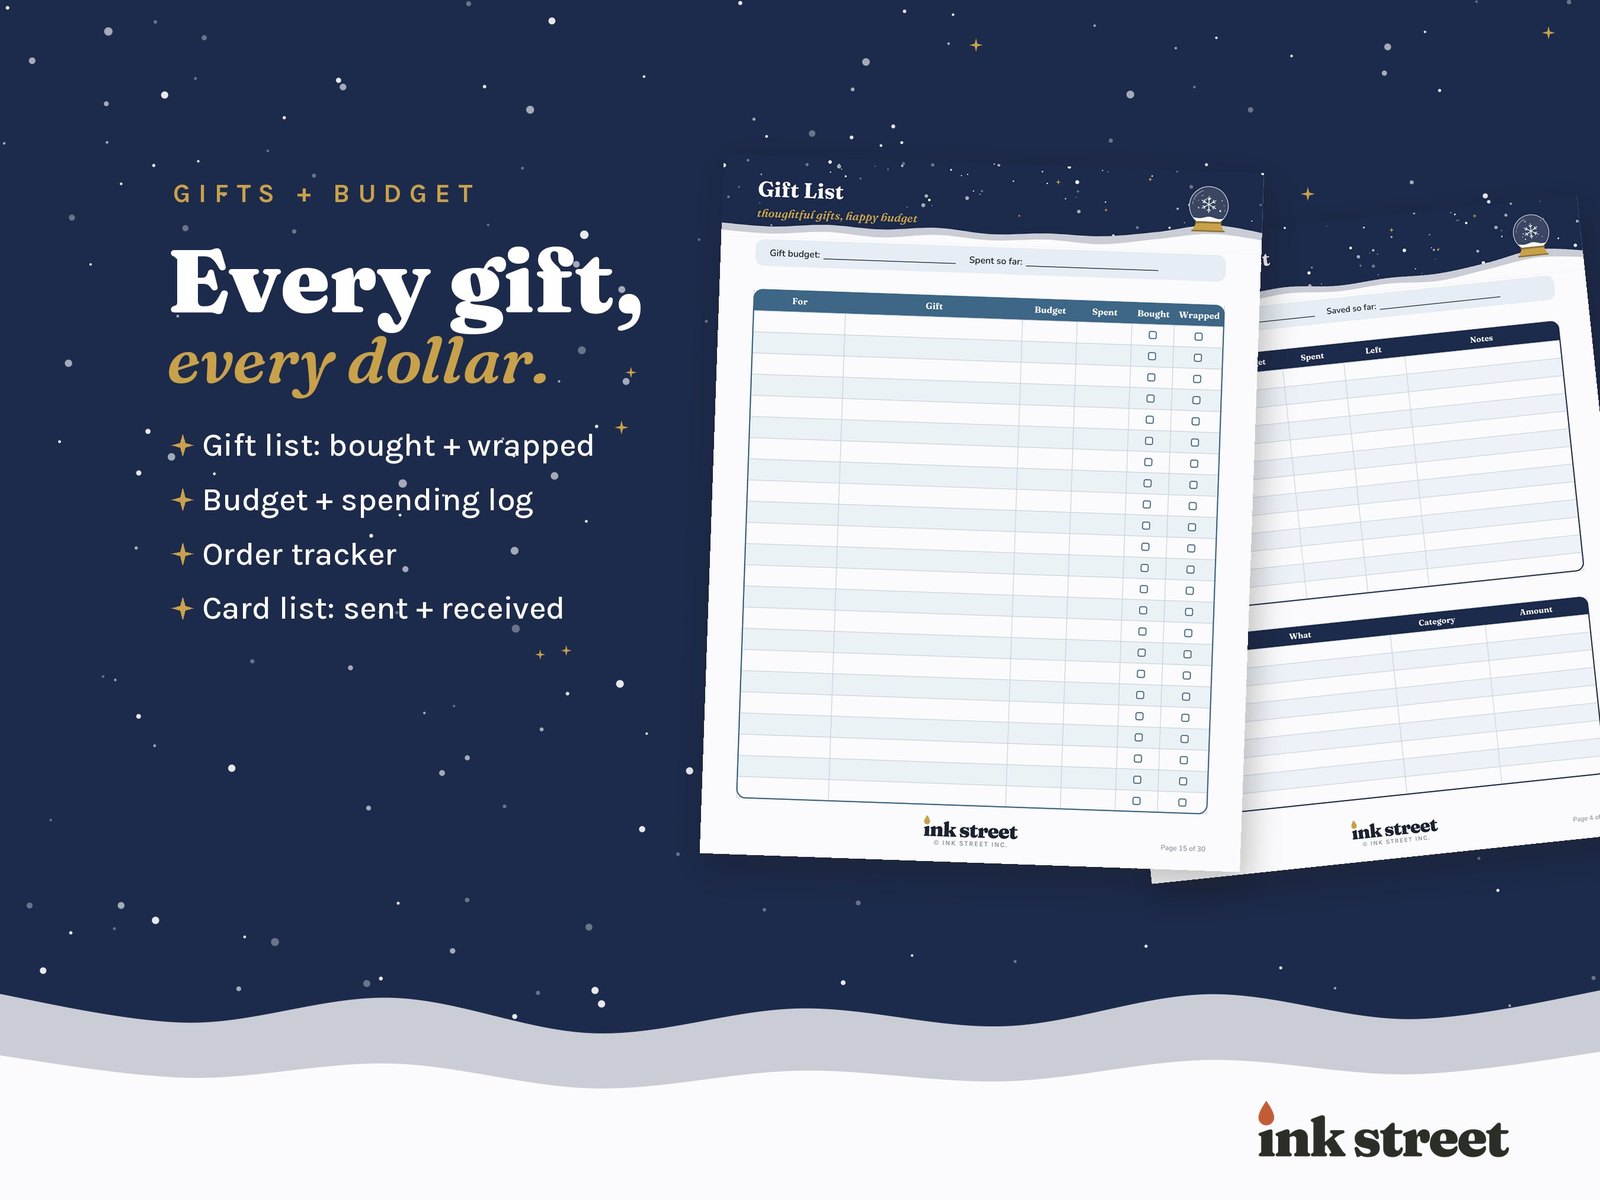 GIFTS + BUDGET
Every gift,
every dollar.
Gift list: bought + wrapped
Budget + spending log
Order tracker
Card list: sent + received
Gift List
thoughtful gifts, happy budget
Gift budget: Spent so far:
For Gift Budget Spent Bought Wrapped
ink street
© INK STREET INC.
Page 15 of 30
Saved so far:
Spent Left Notes
What Category Amount
ink street
© INK STREET INC.
Page 4
ink street